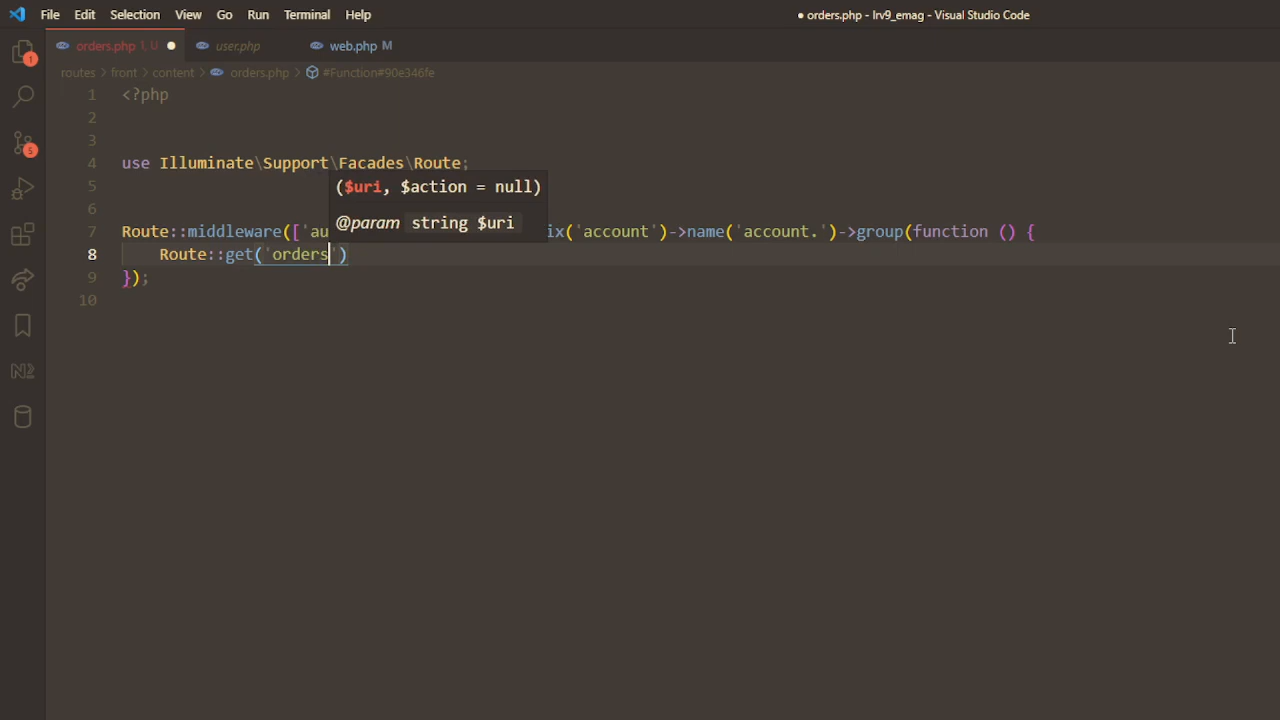 File Edit Selection View Go Run Terminal Help
● orders.php - lrv9_emag - Visual Studio Code
orders.php 1, U ● user.php web.php M
routes > front > content > orders.php > #Function#90e346fe
1 <?php
2
3
4 use Illuminate\Support\Facades\Route;
5
($uri, $action = null)
6
@param string $uri
7 Route::middleware(['au ix('account')->name('account.')->group(function () {
8 Route::get('orders')
9 });
10
1
5